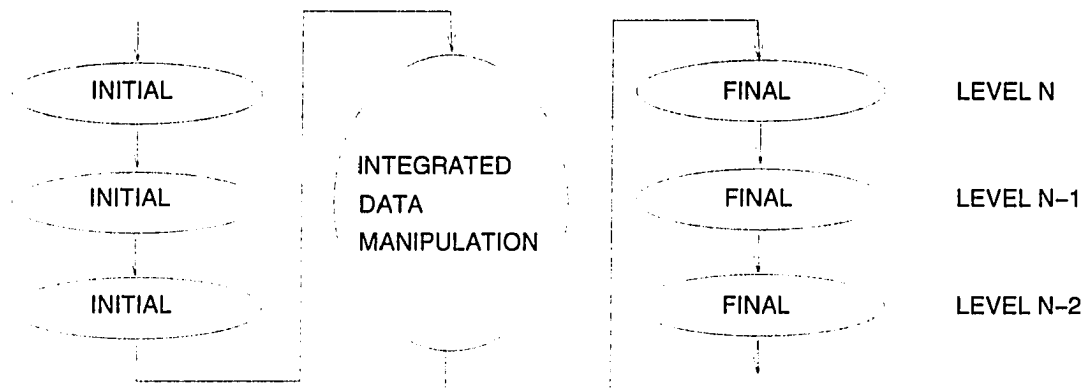 INITIAL
INITIAL
INITIAL
INTEGRATED
DATA
MANIPULATION
FINAL
FINAL
FINAL
LEVEL N
LEVEL N–1
LEVEL N–2